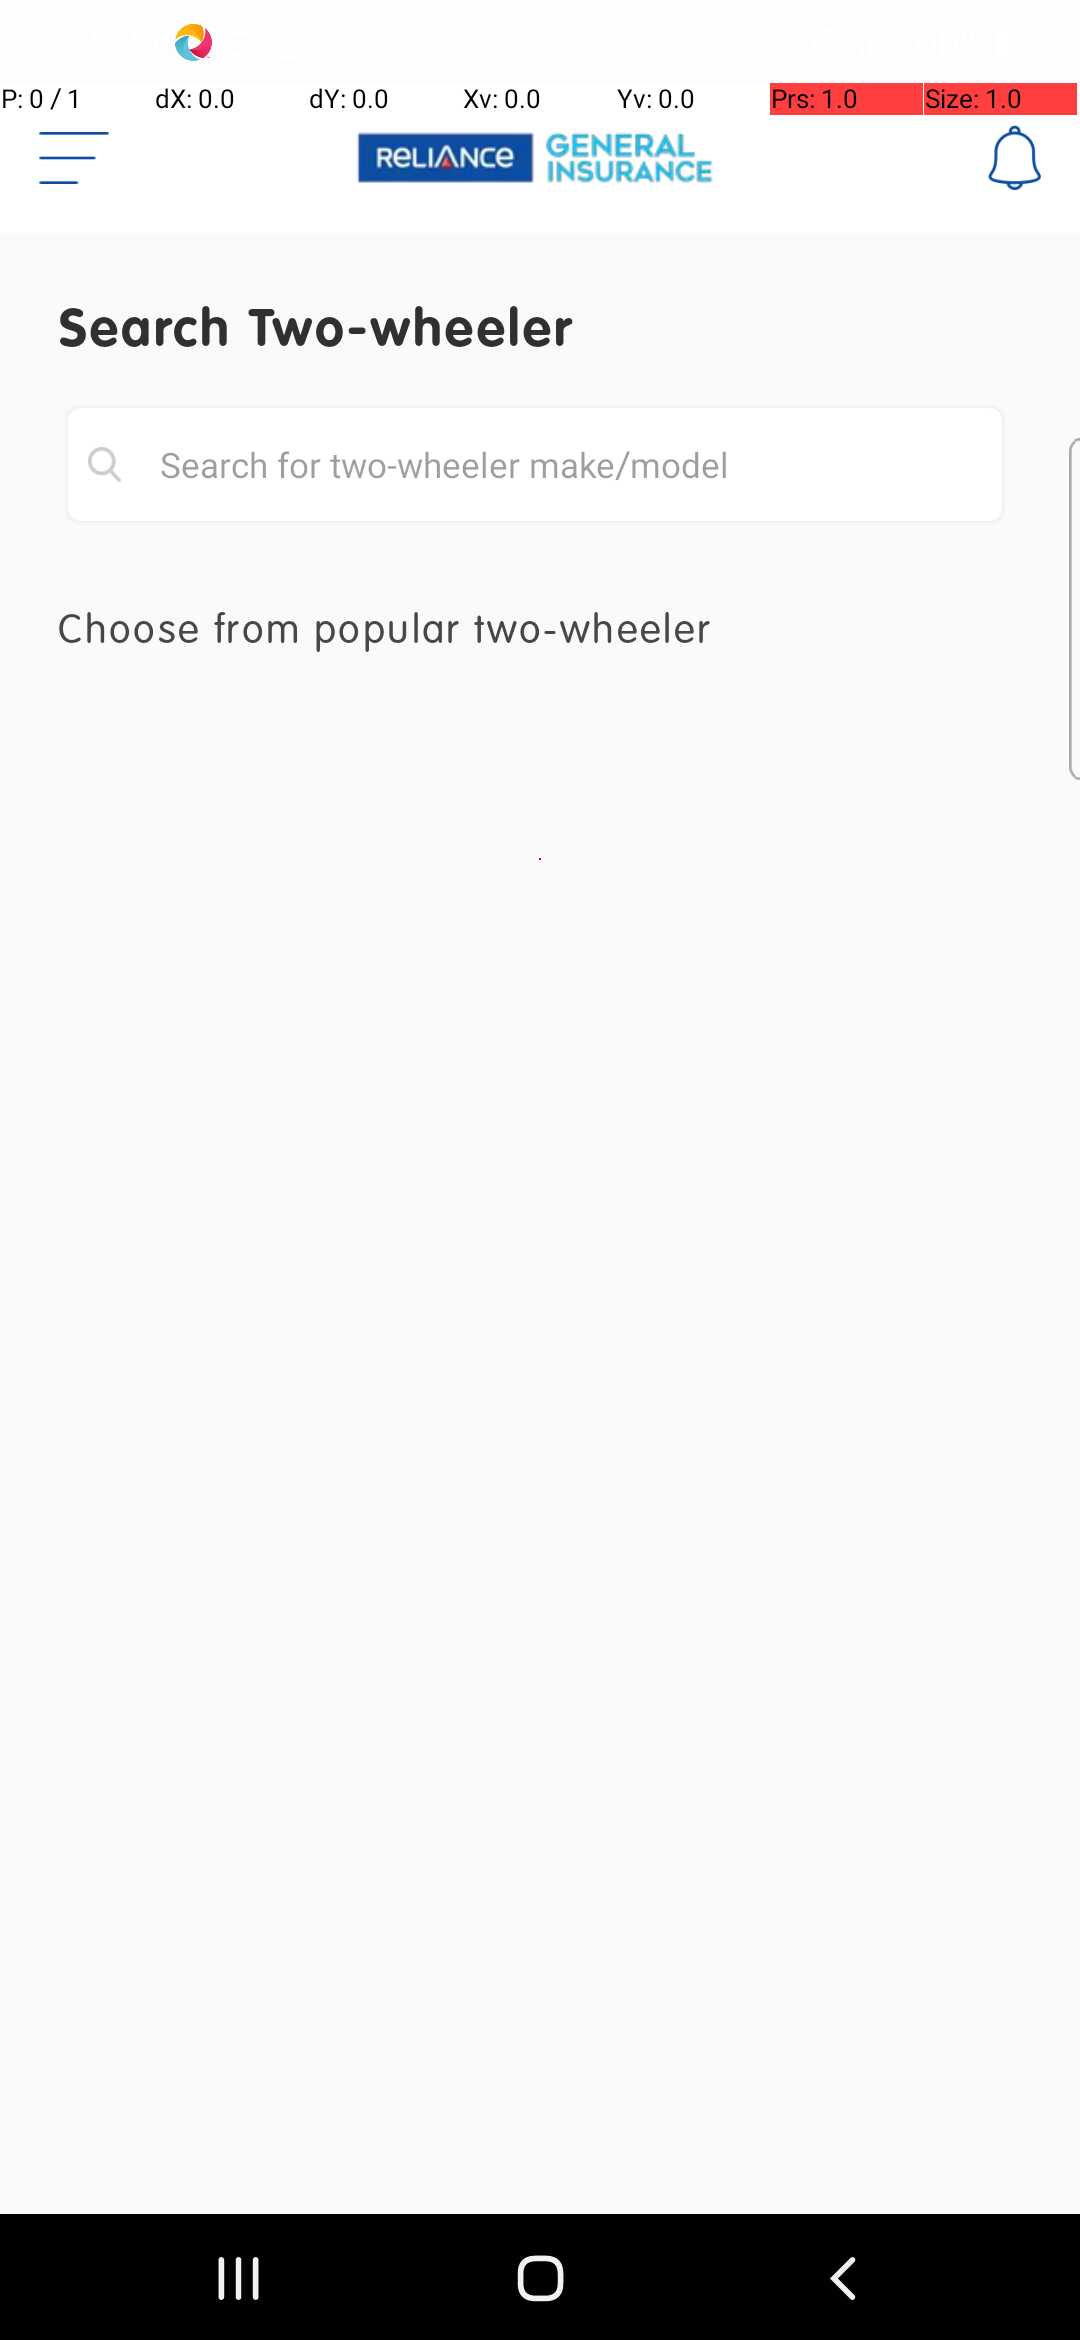 P: 0 / 1 dX: 0.0 dY: 0.0 Xv: 0.0 Yv: 0.0 Prs: 1.0 Size: 1.0
RELIANCE GENERAL
INSURANCE
Search Two-wheeler
Search for two-wheeler make/model
Choose from popular two-wheeler